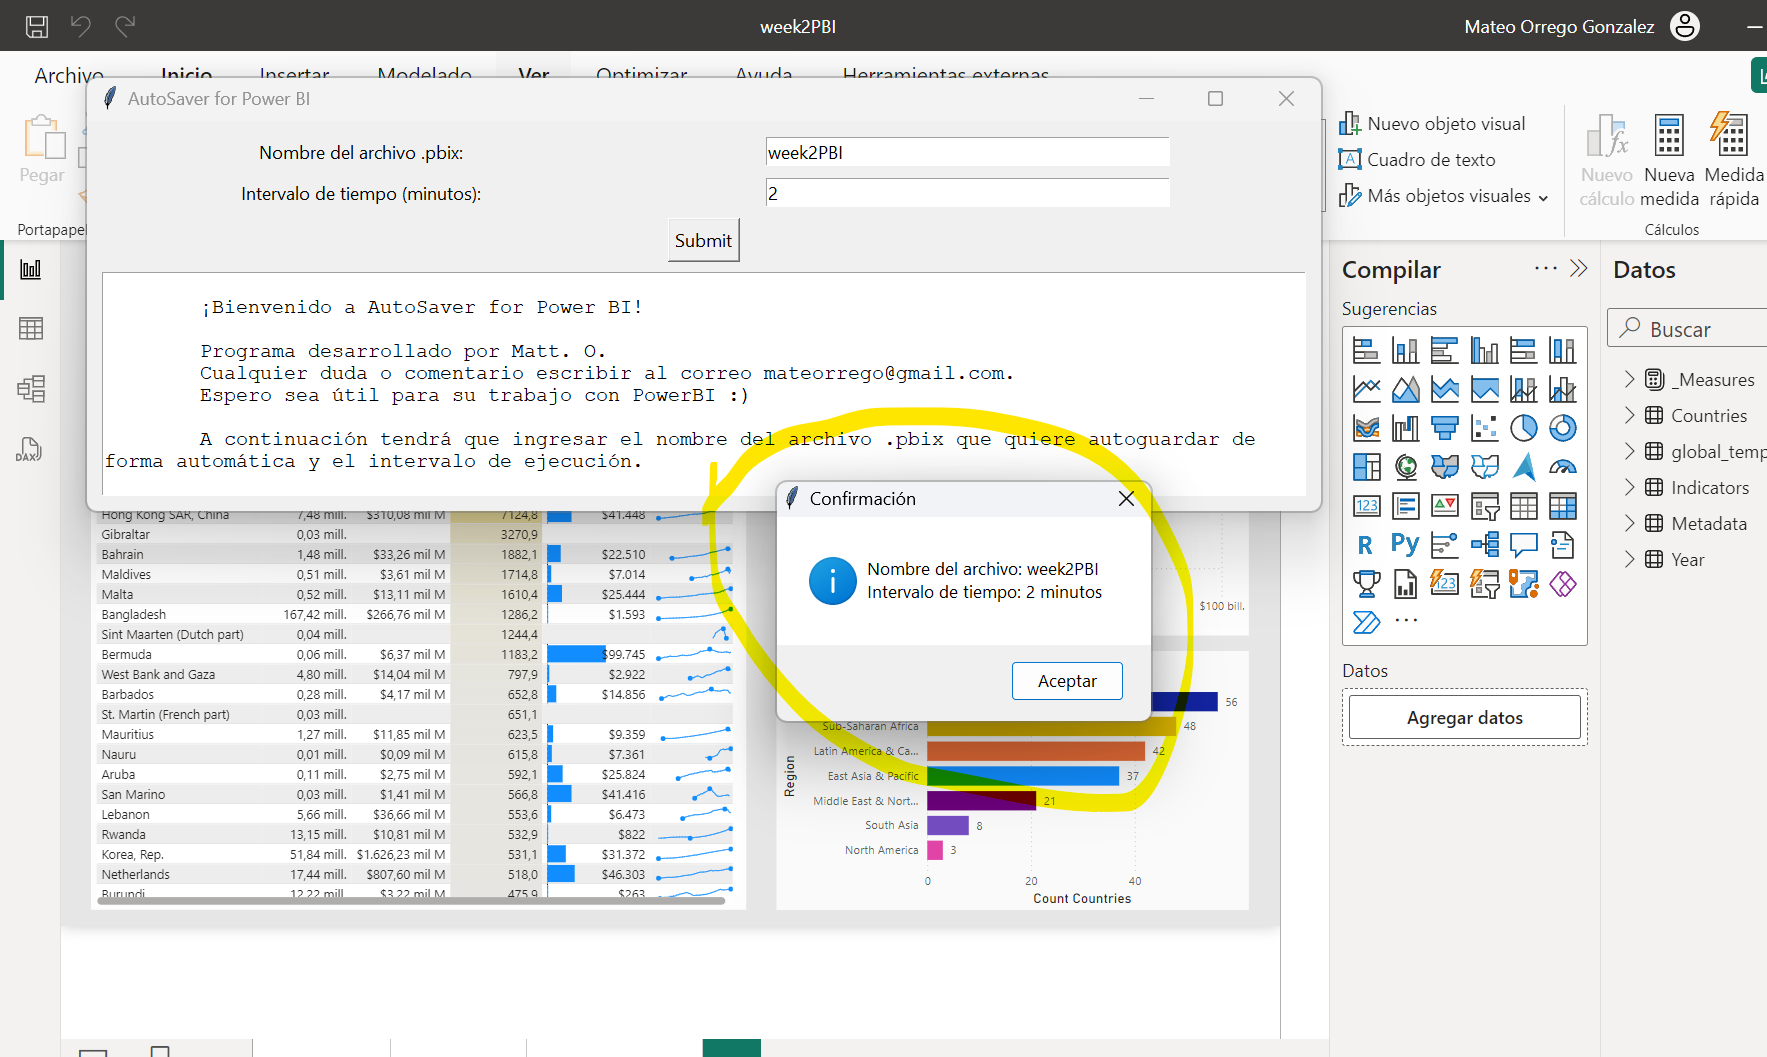 week2PBI
Mateo Orrego Gonzalez
Archivo
Inicio
Insertar
Modelado
Ver
Optimizar
Ayuda
Herramientas externas
Pegar
Portapape
AutoSaver for Power BI
Nombre del archivo .pbix:
week2PBI
Intervalo de tiempo (minutos):
2
Submit
¡Bienvenido a AutoSaver for Power BI!
Programa desarrollado por Matt. O.
Cualquier duda o comentario escribir al correo mateorrego@gmail.com.
Espero sea útil para su trabajo con PowerBI :)
A continuación tendrá que ingresar el nombre del archivo .pbix que quiere autoguardar de
forma automática y el intervalo de ejecución.
Confirmación
Nombre del archivo: week2PBI
Intervalo de tiempo: 2 minutos
Aceptar
Nuevo objeto visual
Cuadro de texto
Más objetos visuales
Nuevo cálculo
Nueva medida
Medida rápida
Cálculos
Compilar
Sugerencias
123
R Py
123
Datos
Agregar datos
Datos
Buscar
_Measures
Countries
global_temp
Indicators
Metadata
Year
DAX
Hong Kong SAR, China 7,48 mill. $310,08 mil M 7124,8 $41.448
Gibraltar 0,03 mill. 3270,9
Bahrain 1,48 mill. $33,26 mil M 1882,1 $22.510
Maldives 0,51 mill. $3,61 mil M 1714,8 $7.014
Malta 0,52 mill. $13,11 mil M 1610,4 $25.444
Bangladesh 167,42 mill. $266,76 mil M 1286,2 $1.593
Sint Maarten (Dutch part) 0,04 mill. 1244,4
Bermuda 0,06 mill. $6,37 mil M 1183,2 $99.745
West Bank and Gaza 4,80 mill. $14,04 mil M 797,9 $2.922
Barbados 0,28 mill. $4,17 mil M 652,8 $14.856
St. Martin (French part) 0,03 mill. 651,1
Mauritius 1,27 mill. $11,85 mil M 623,5 $9.359
Nauru 0,01 mill. $0,09 mil M 615,8 $7.361
Aruba 0,11 mill. $2,75 mil M 592,1 $25.824
San Marino 0,03 mill. $1,41 mil M 566,8 $41.416
Lebanon 5,66 mill. $36,66 mil M 553,6 $6.473
Rwanda 13,15 mill. $10,81 mil M 532,9 $822
Korea, Rep. 51,84 mill. $1.626,23 mil M 531,1 $31.372
Netherlands 17,44 mill. $807,60 mil M 518,0 $46.303
Burundi 12,22 mill. $3,22 mil M 475,9 $263
$100 bill.
56
Sub-Saharan Africa 48
Latin America & Ca... 42
East Asia & Pacific 37
Middle East & Nort... 21
South Asia 8
North America 3
Region
0 20 40
Count Countries